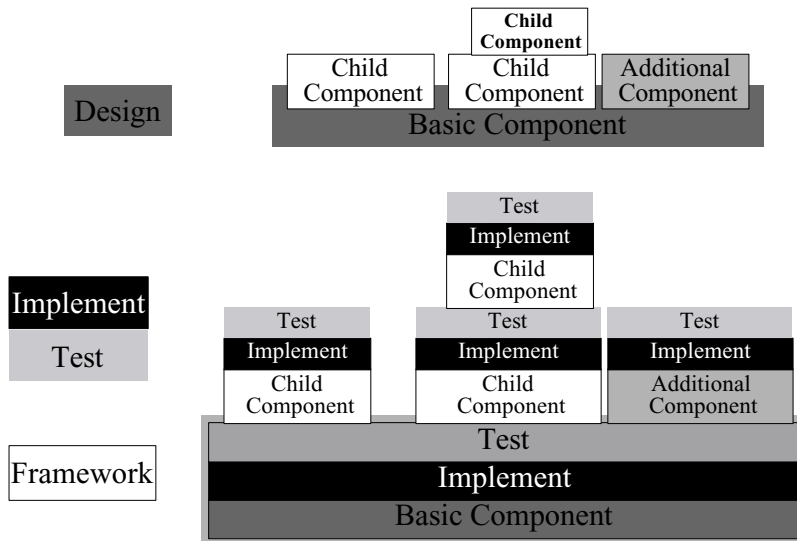 Child
Component
Child
Component
Child
Component
Additional
Component
Design
Basic Component
Test
Implement
Child
Component
Implement
Test
Test
Test
Test
Implement
Implement
Implement
Child
Component
Child
Component
Additional
Component
Framework
Test
Implement
Basic Component